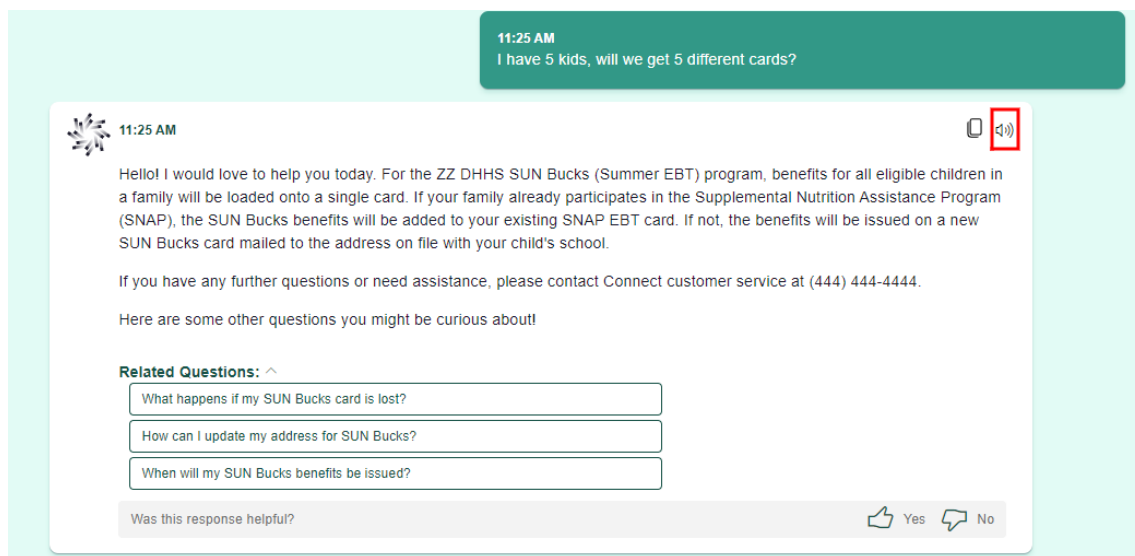 11:25 AM
I have 5 kids, will we get 5 different cards?
11:25 AM
Hello! I would love to help you today. For the ZZ DHHS SUN Bucks (Summer EBT) program, benefits for all eligible children in
a family will be loaded onto a single card. If your family already participates in the Supplemental Nutrition Assistance Program
(SNAP), the SUN Bucks benefits will be added to your existing SNAP EBT card. If not, the benefits will be issued on a new
SUN Bucks card mailed to the address on file with your child's school.
If you have any further questions or need assistance, please contact Connect customer service at (444) 444-4444.
Here are some other questions you might be curious about!
Related Questions:
What happens if my SUN Bucks card is lost?
How can I update my address for SUN Bucks?
When will my SUN Bucks benefits be issued?
Was this response helpful? Yes No